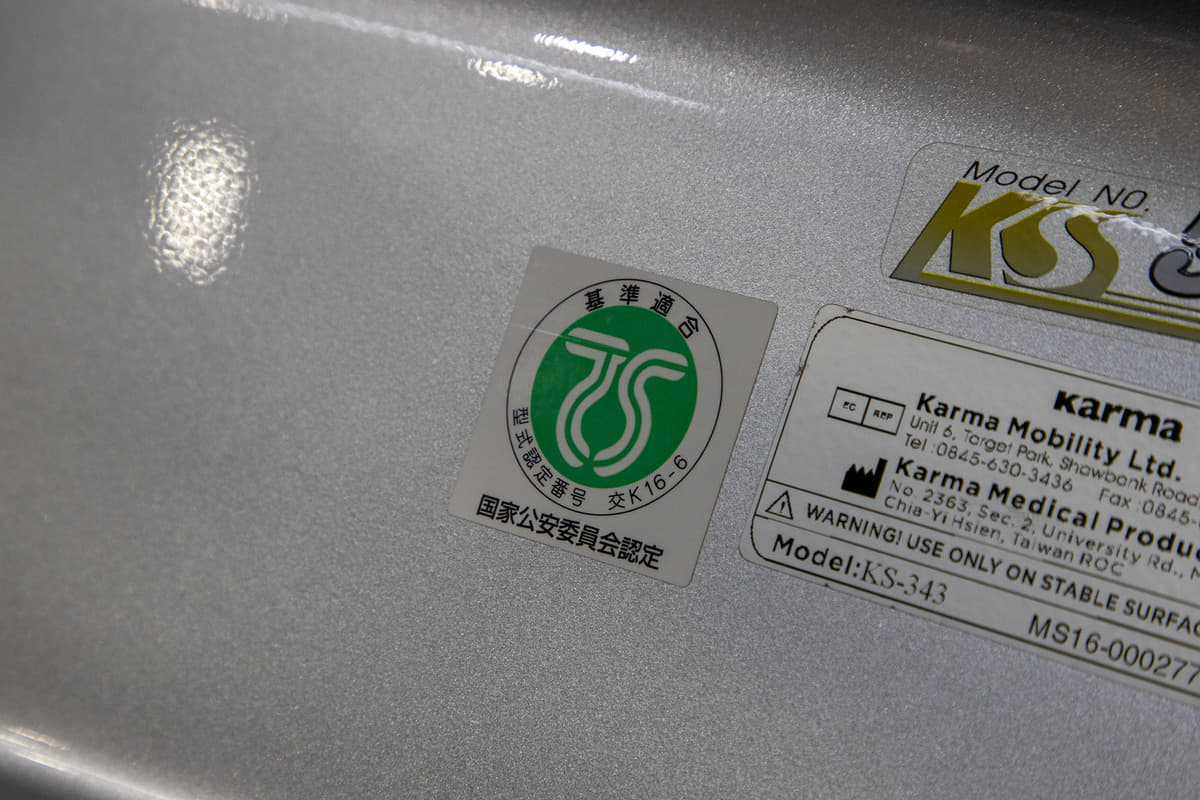 Model NO.
KS
基準適合
TS
型式認定番号 交K16-6
国家公安委員会認定
Karma
EC REP
Karma Mobility Ltd.
Unit 6, Target Park, Shawbank Road
Tel :0845-630-3436 Fax :0845-
Karma Medical Produc
No. 2363, Sec. 2, University Rd., M
Chia-Yi Hsien, Taiwan ROC
WARNING! USE ONLY ON STABLE SURFAC
Model:KS-343
MS16-000277